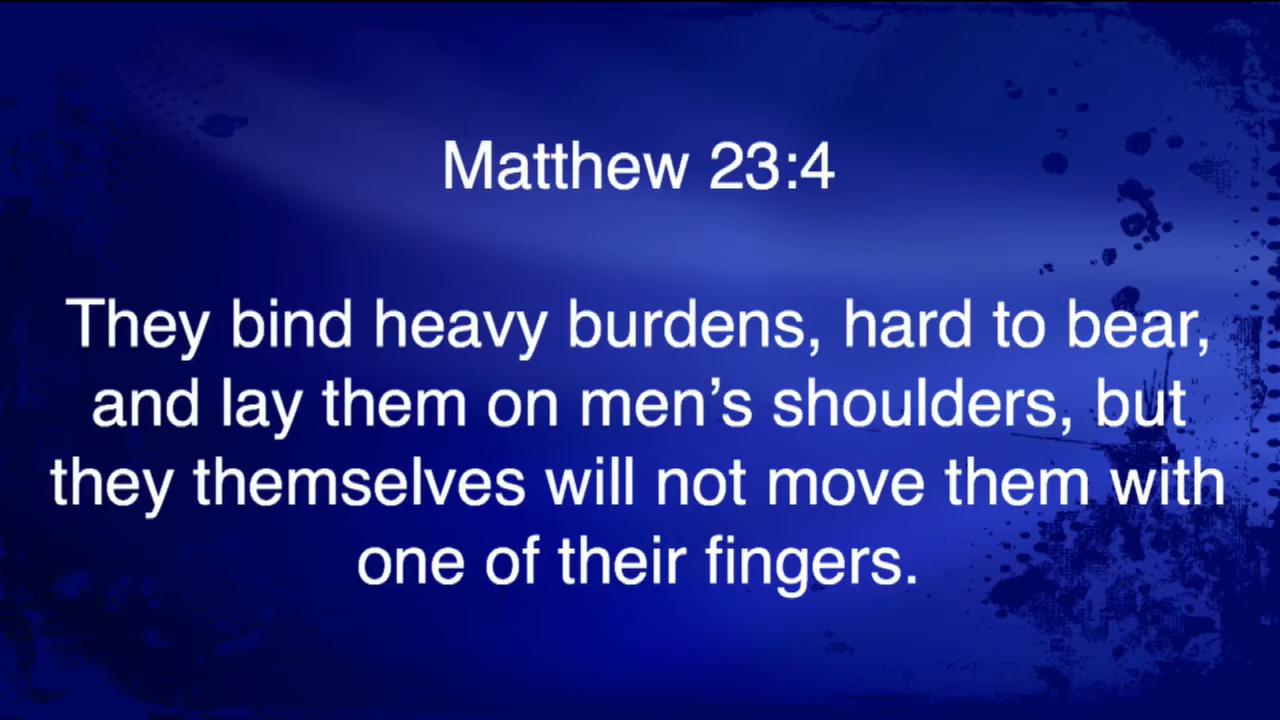 Matthew 23:4
They bind heavy burdens, hard to bear,
and lay them on men’s shoulders, but
they themselves will not move them with
one of their fingers.